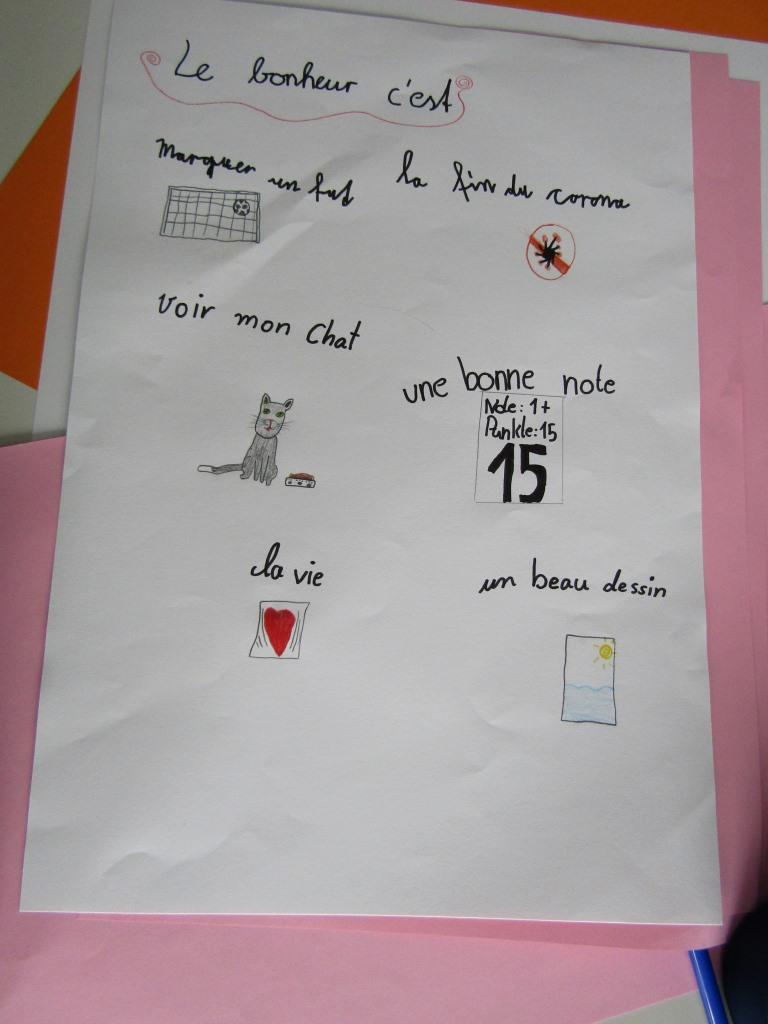 Le bonheur c'est
Marquer un but
la fin du corona
voir mon chat
une bonne note
Note: 1+
Punkte: 15
15
la vie
un beau dessin